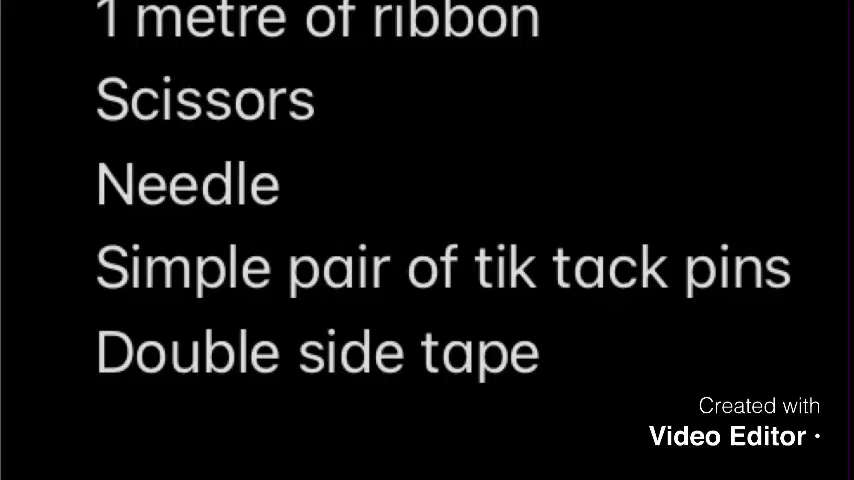 1 metre of ribbon
Scissors
Needle
Simple pair of tik tack pins
Double side tape
Created with
Video Editor ·